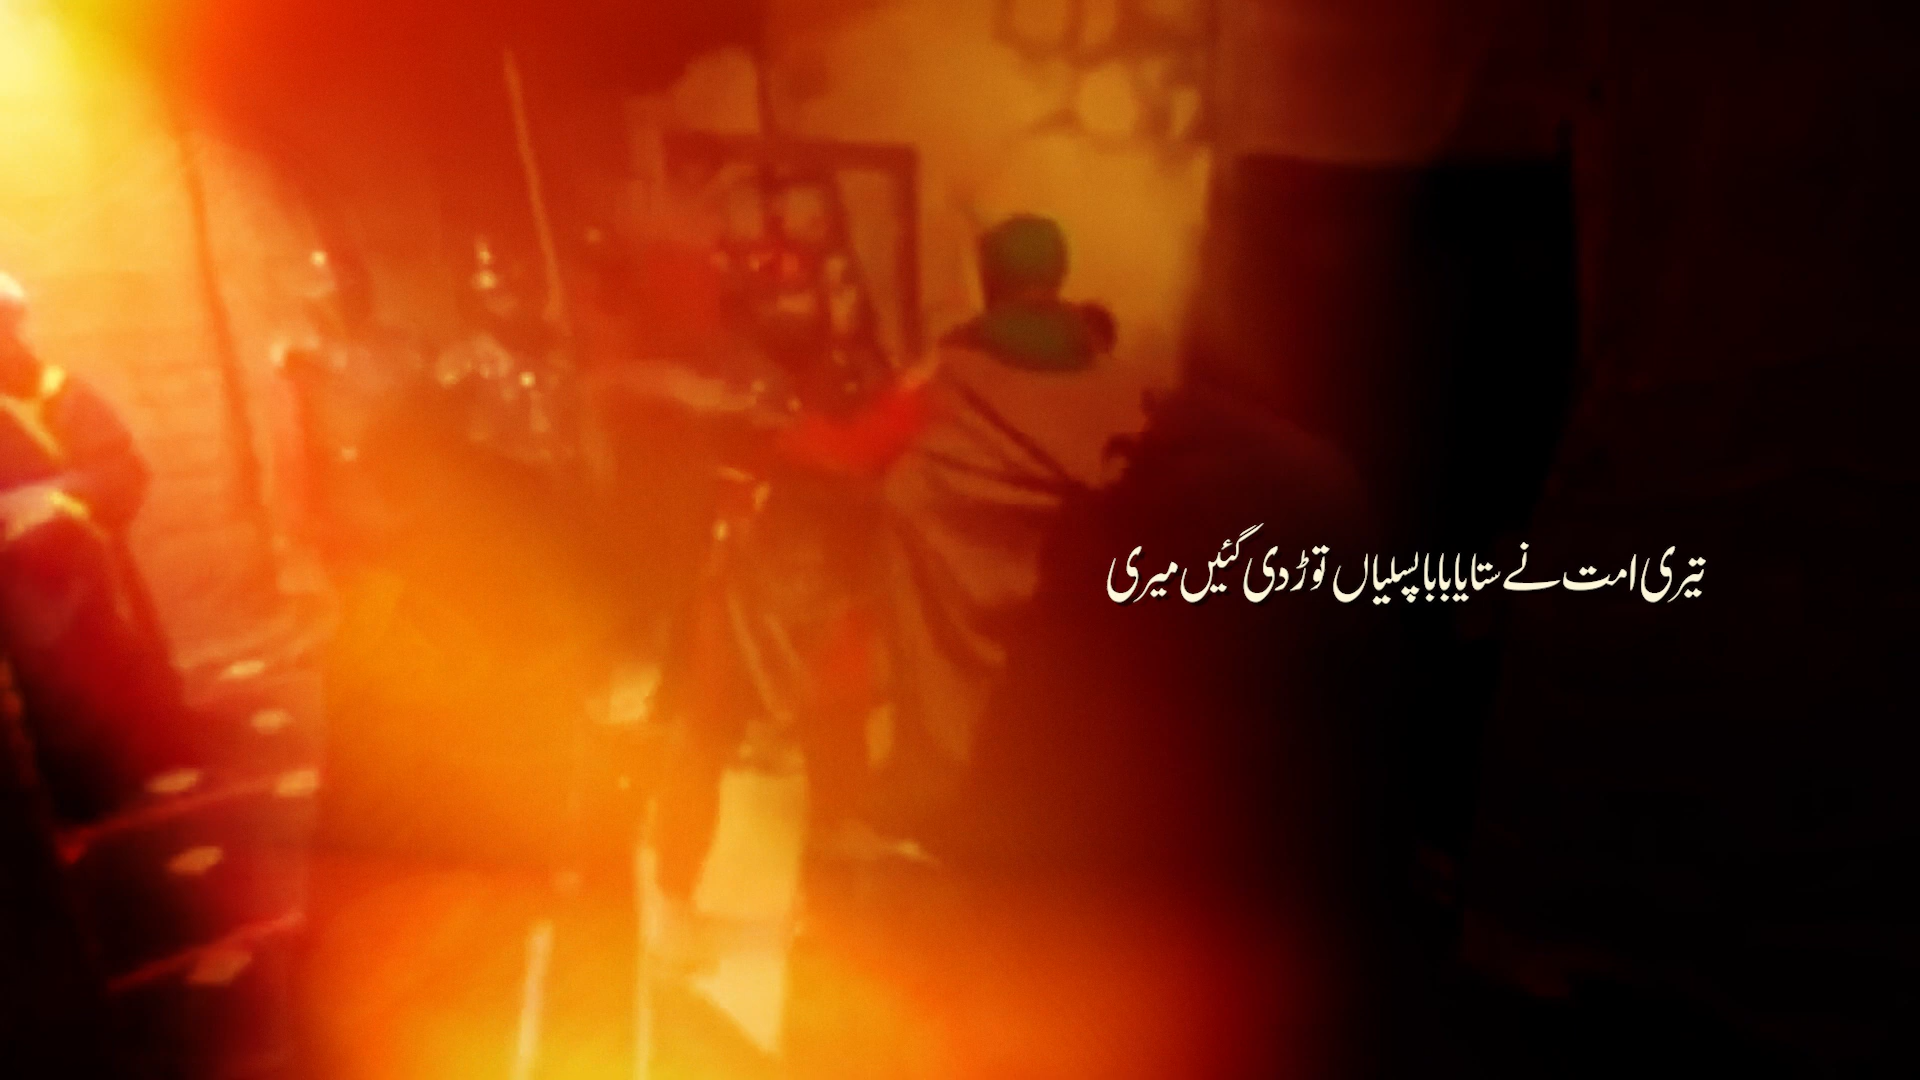 تیری امت نے ستایا بابا پسلیاں توڑ دی گئیں میری